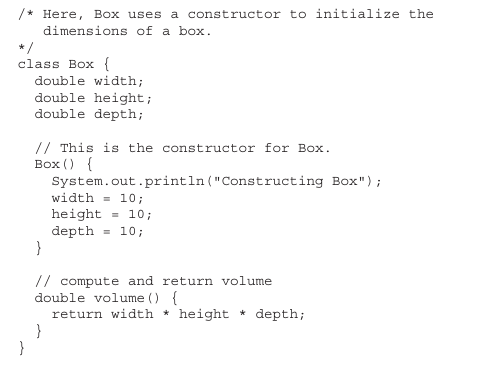 /* Here, Box uses a constructor to initialize the
   dimensions of a box.
*/
class Box {
  double width;
  double height;
  double depth;

  // This is the constructor for Box.
  Box() {
    System.out.println("Constructing Box");
    width = 10;
    height = 10;
    depth = 10;
  }

  // compute and return volume
  double volume() {
    return width * height * depth;
  }
}